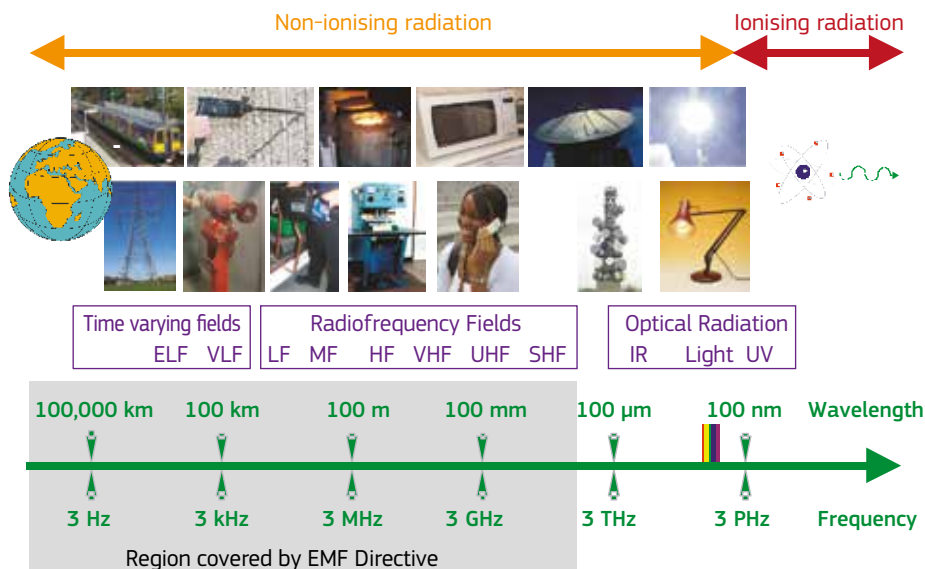 Non-ionising radiation
Ionising radiation
Time varying fields
ELF VLF
Radiofrequency Fields
LF MF HF VHF UHF SHF
Optical Radiation
IR Light UV
100,000 km 100 km 100 m 100 mm 100 µm 100 nm Wavelength
3 Hz 3 kHz 3 MHz 3 GHz 3 THz 3 PHz Frequency
Region covered by EMF Directive